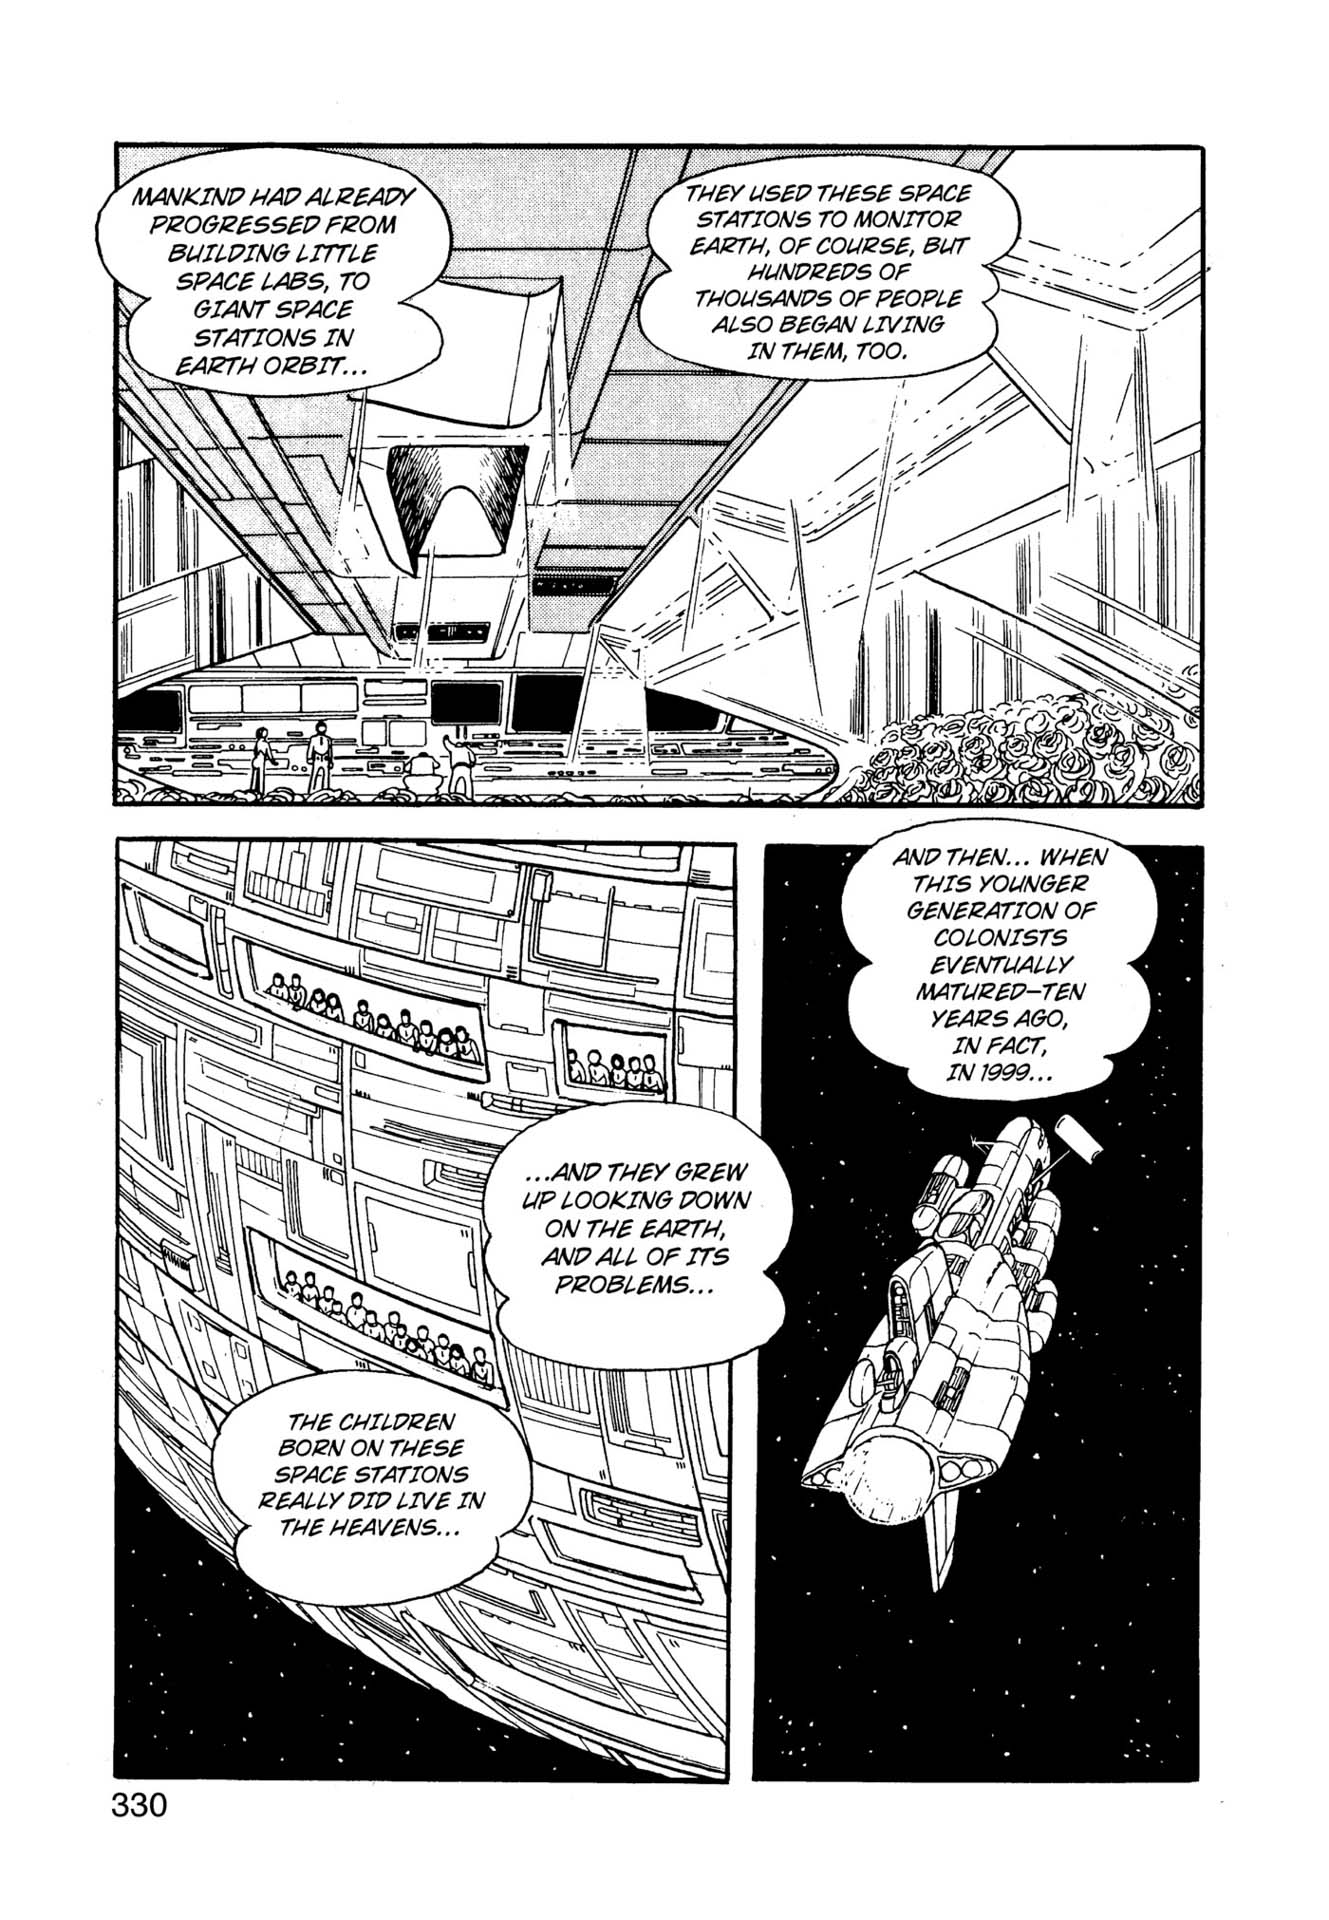 MANKIND HAD ALREADY
PROGRESSED FROM
BUILDING LITTLE
SPACE LABS, TO
GIANT SPACE
STATIONS IN
EARTH ORBIT...
THEY USED THESE SPACE
STATIONS TO MONITOR
EARTH, OF COURSE, BUT
HUNDREDS OF
THOUSANDS OF PEOPLE
ALSO BEGAN LIVING
IN THEM, TOO.
THE CHILDREN
BORN ON THESE
SPACE STATIONS
REALLY DID LIVE IN
THE HEAVENS...
...AND THEY GREW
UP LOOKING DOWN
ON THE EARTH,
AND ALL OF ITS
PROBLEMS...
AND THEN... WHEN
THIS YOUNGER
GENERATION OF
COLONISTS
EVENTUALLY
MATURED—TEN
YEARS AGO,
IN FACT,
IN 1999...
330